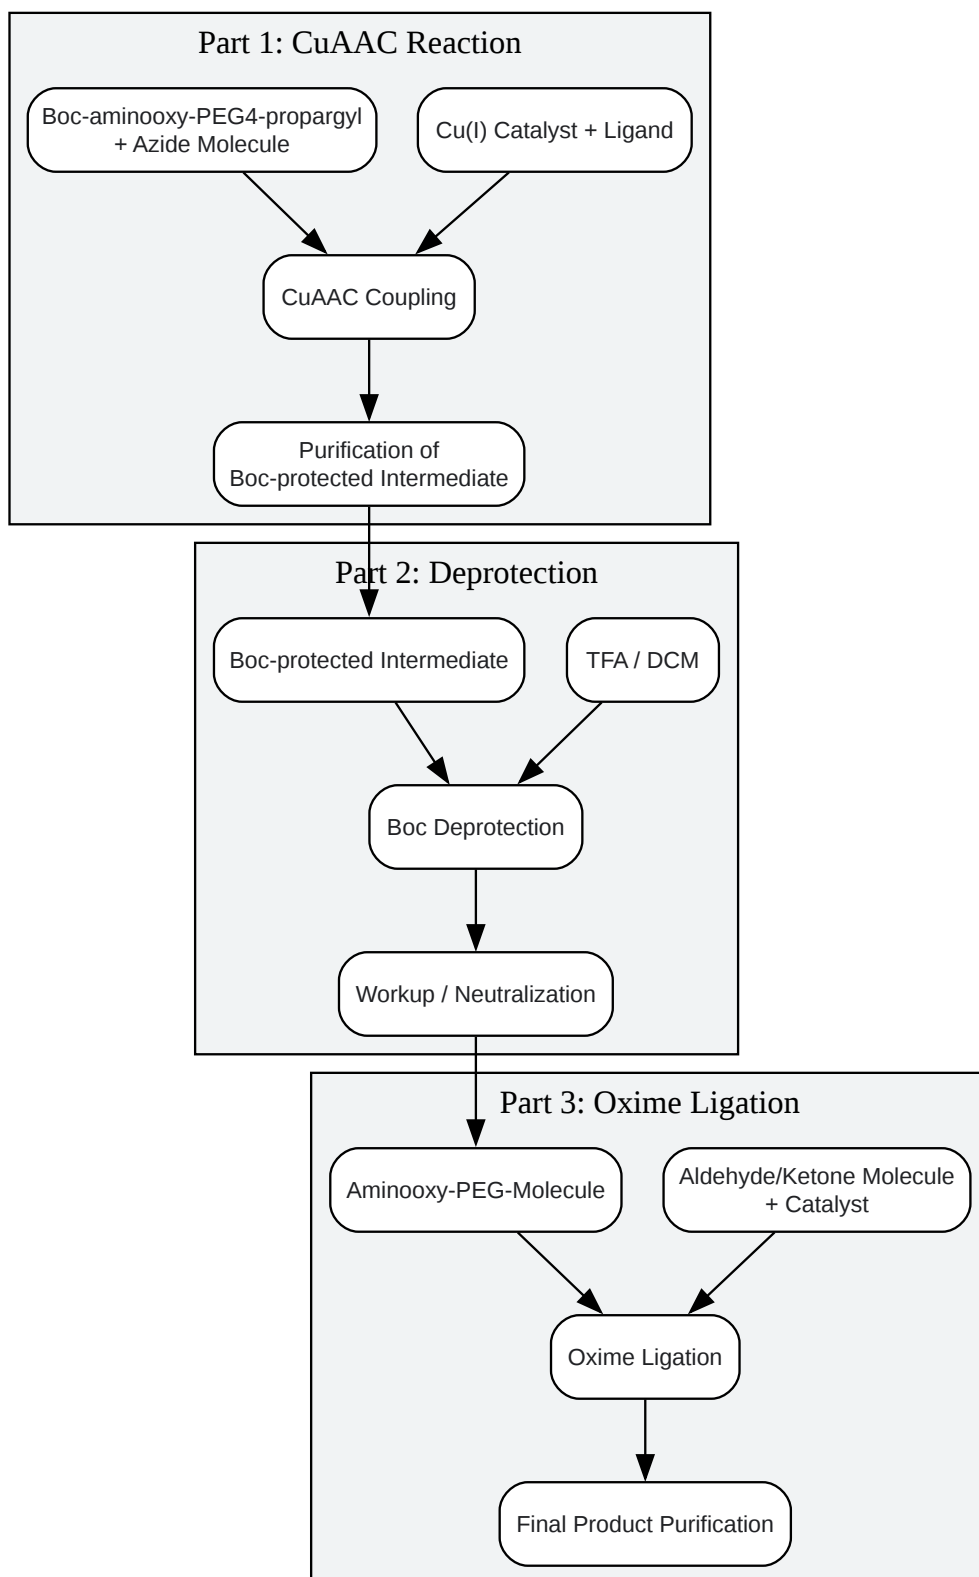 Part 1: CuAAC Reaction
Boc-aminooxy-PEG4-propargyl
+ Azide Molecule
Cu(I) Catalyst + Ligand
CuAAC Coupling
Purification of
Boc-protected Intermediate
Part 2: Deprotection
Boc-protected Intermediate
TFA / DCM
Boc Deprotection
Workup / Neutralization
Part 3: Oxime Ligation
Aminooxy-PEG-Molecule
Aldehyde/Ketone Molecule
+ Catalyst
Oxime Ligation
Final Product Purification